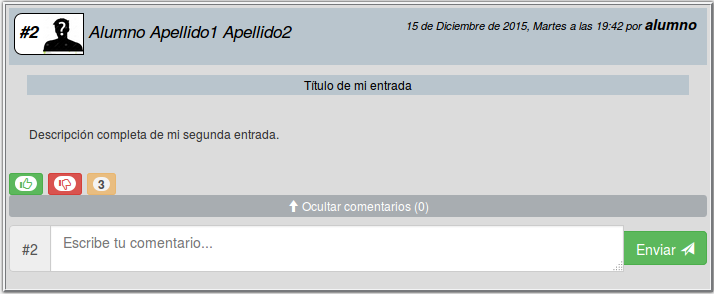 #2 Alumno Apellido1 Apellido2
15 de Diciembre de 2015, Martes a las 19:42 por alumno
Título de mi entrada
Descripción completa de mi segunda entrada.
3
Ocultar comentarios (0)
#2 Escribe tu comentario... Enviar